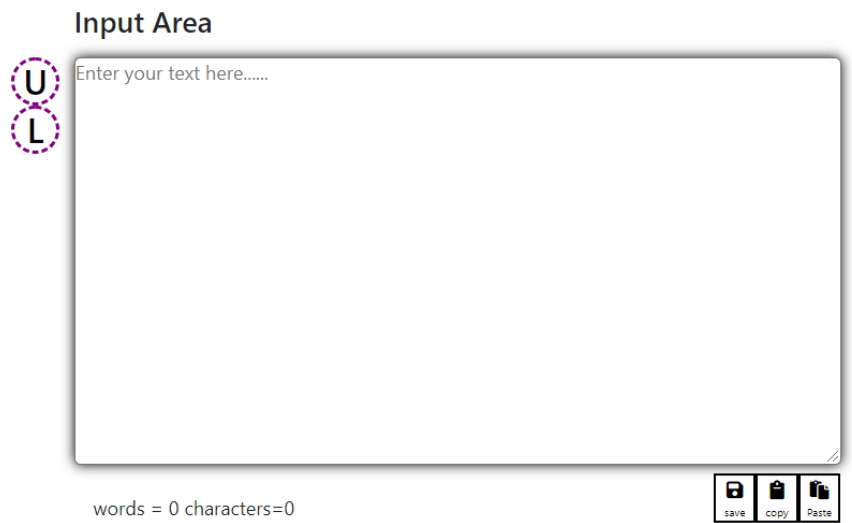 Input Area
U
Enter your text here......
L
words = 0 characters=0
save copy Paste